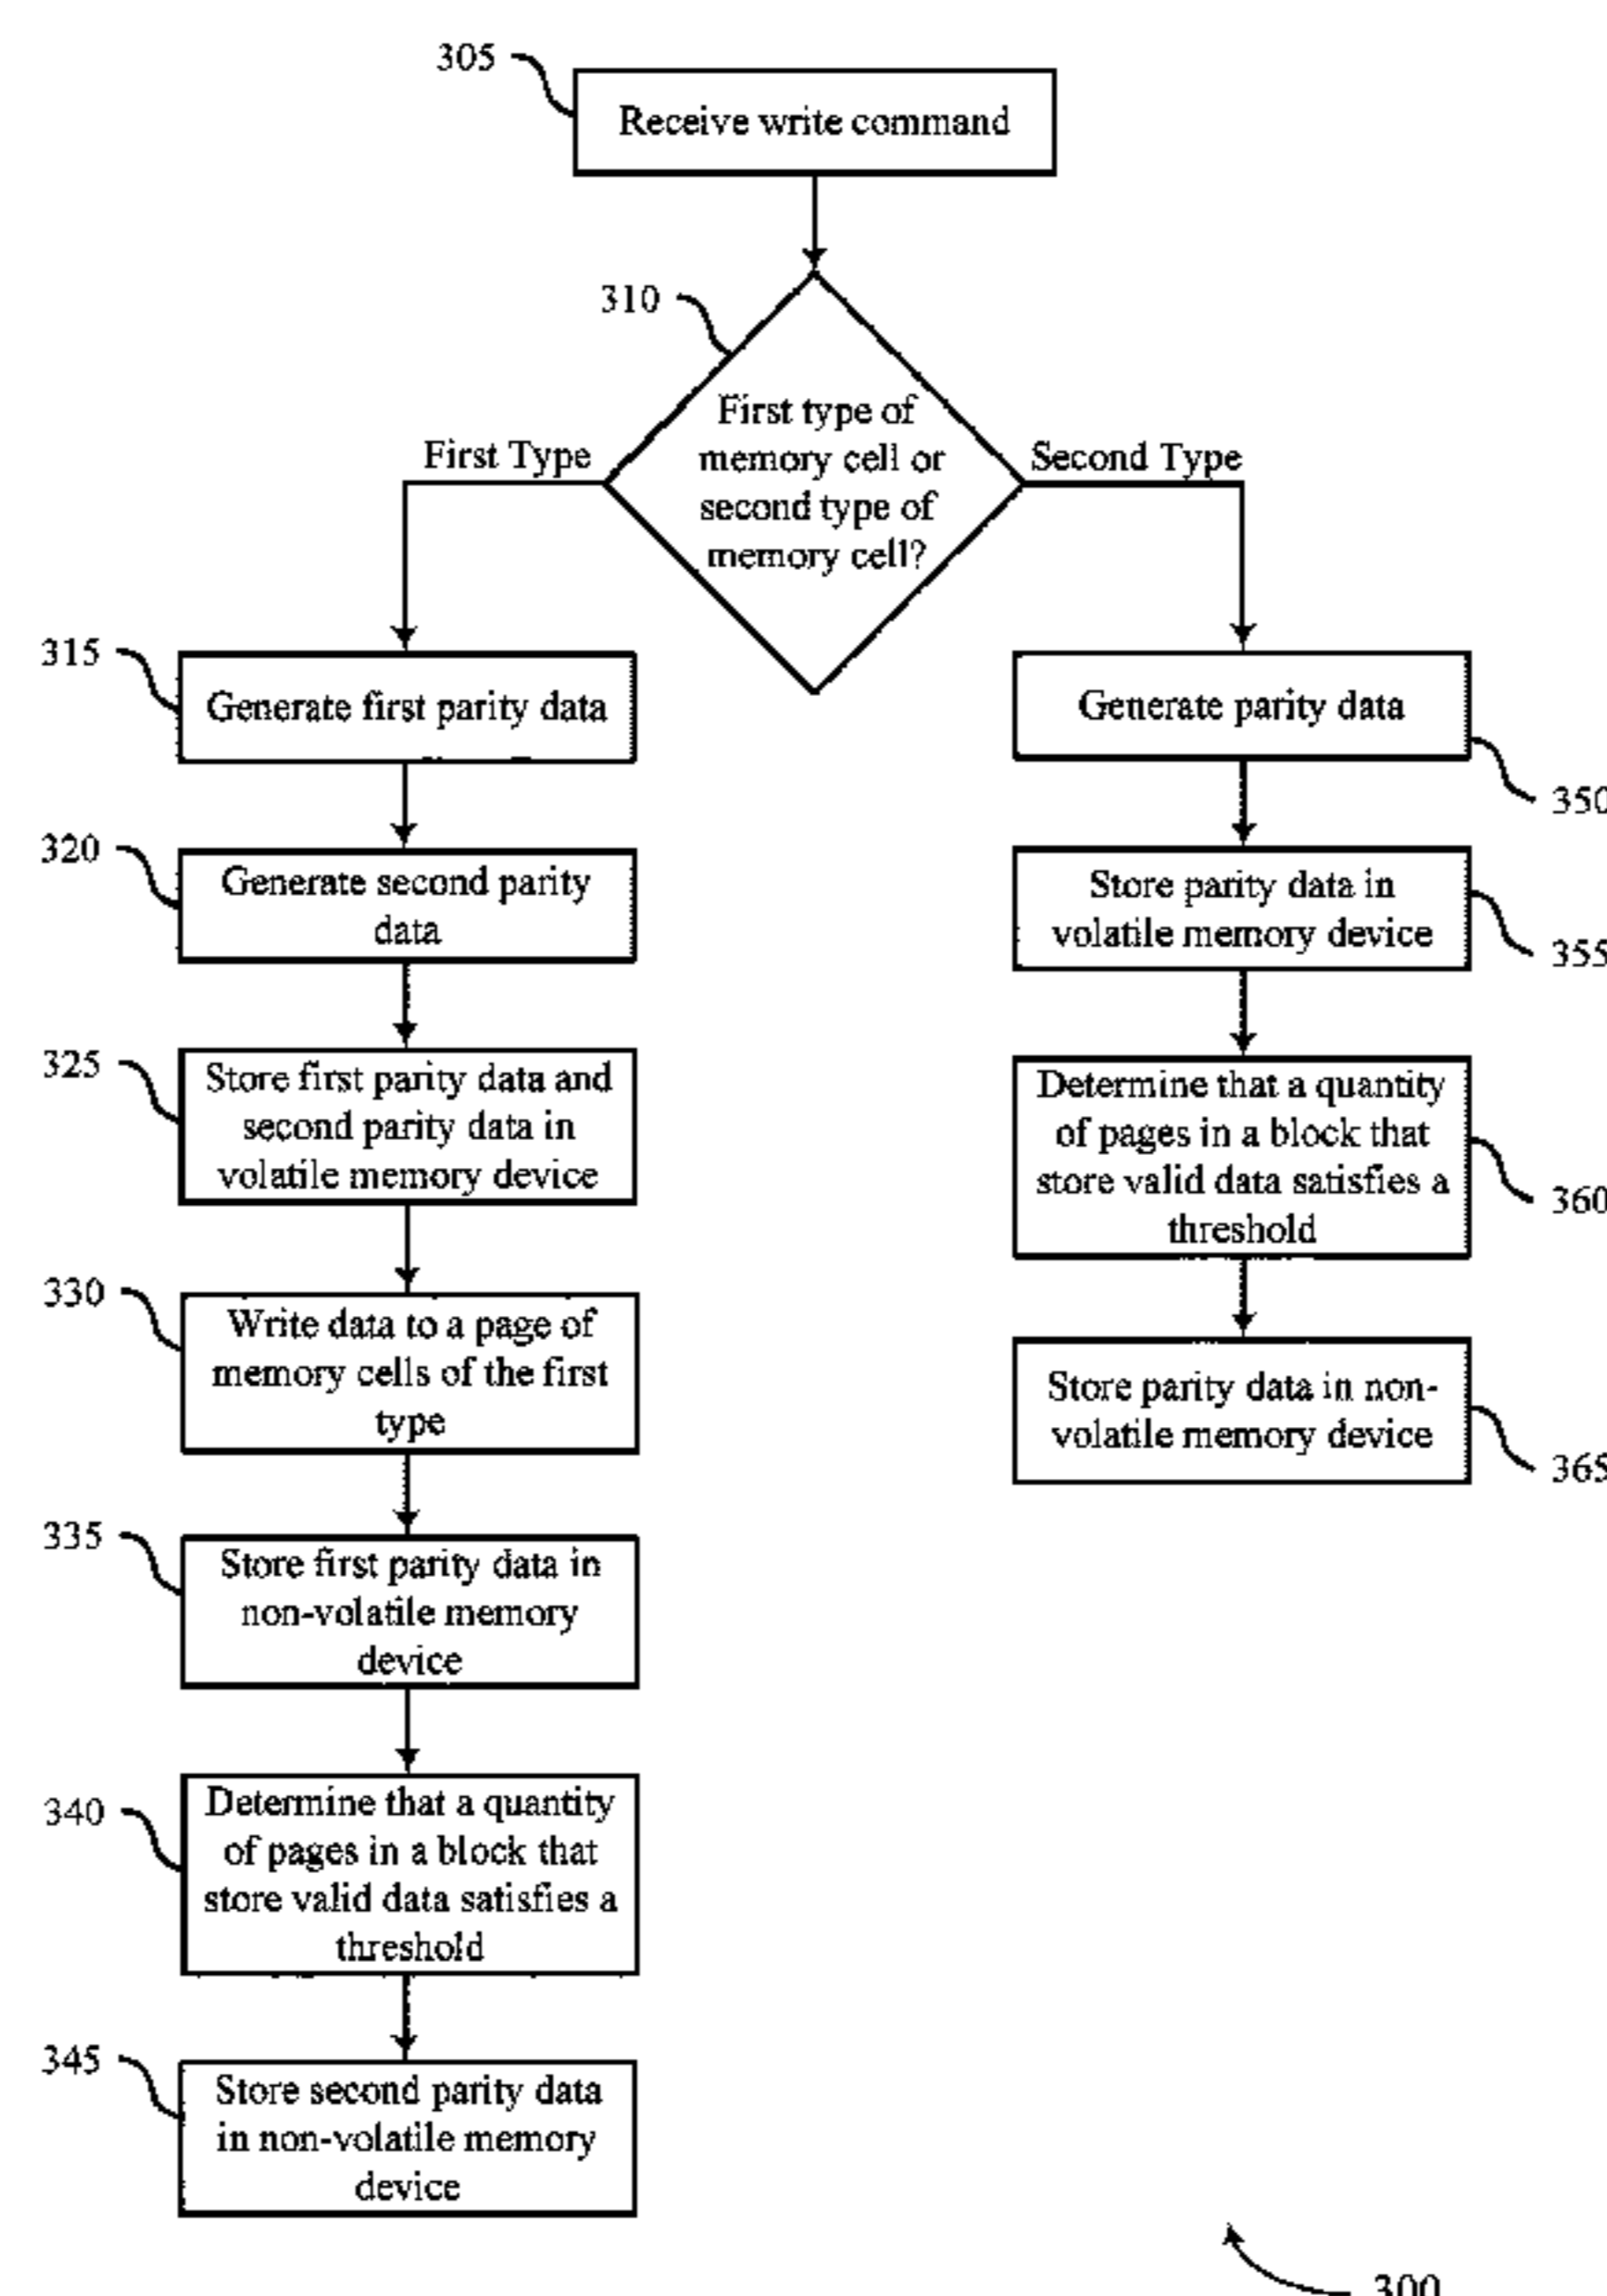 305
Receive write command
310
First type of
memory cell or
second type of
memory cell?
First Type
Second Type
315
Generate first parity data
320
Generate second parity
data
325
Store first parity data and
second parity data in
volatile memory device
330
Write data to a page of
memory cells of the first
type
335
Store first parity data in
non-volatile memory
device
340
Determine that a quantity
of pages in a block that
store valid data satisfies a
threshold
345
Store second parity data
in non-volatile memory
device
Generate parity data
350
Store parity data in
volatile memory device
355
Determine that a quantity
of pages in a block that
store valid data satisfies a
threshold
360
Store parity data in non-
volatile memory device
365
300